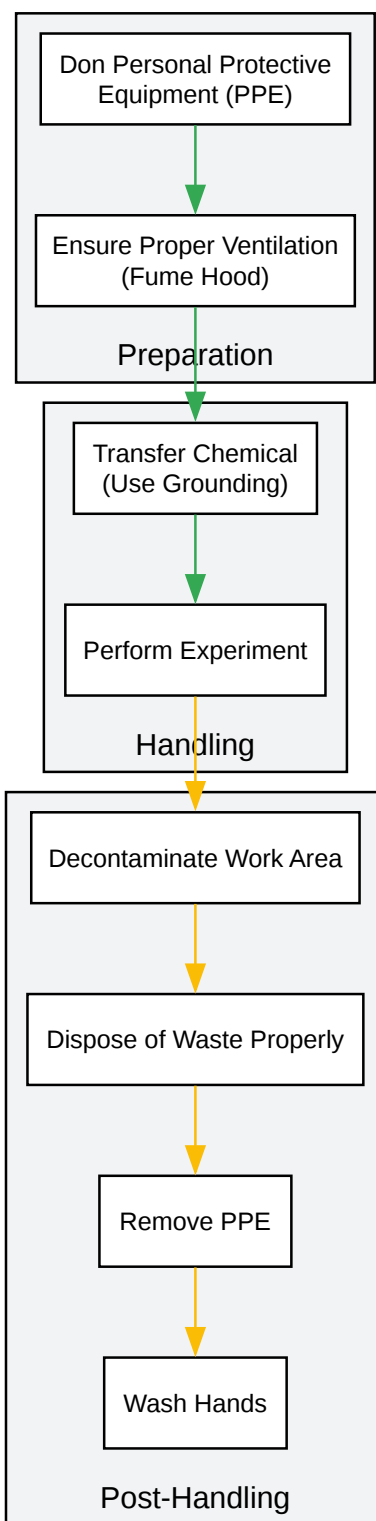 Don Personal Protective
Equipment (PPE)
Ensure Proper Ventilation
(Fume Hood)
Preparation
Transfer Chemical
(Use Grounding)
Perform Experiment
Handling
Decontaminate Work Area
Dispose of Waste Properly
Remove PPE
Wash Hands
Post-Handling